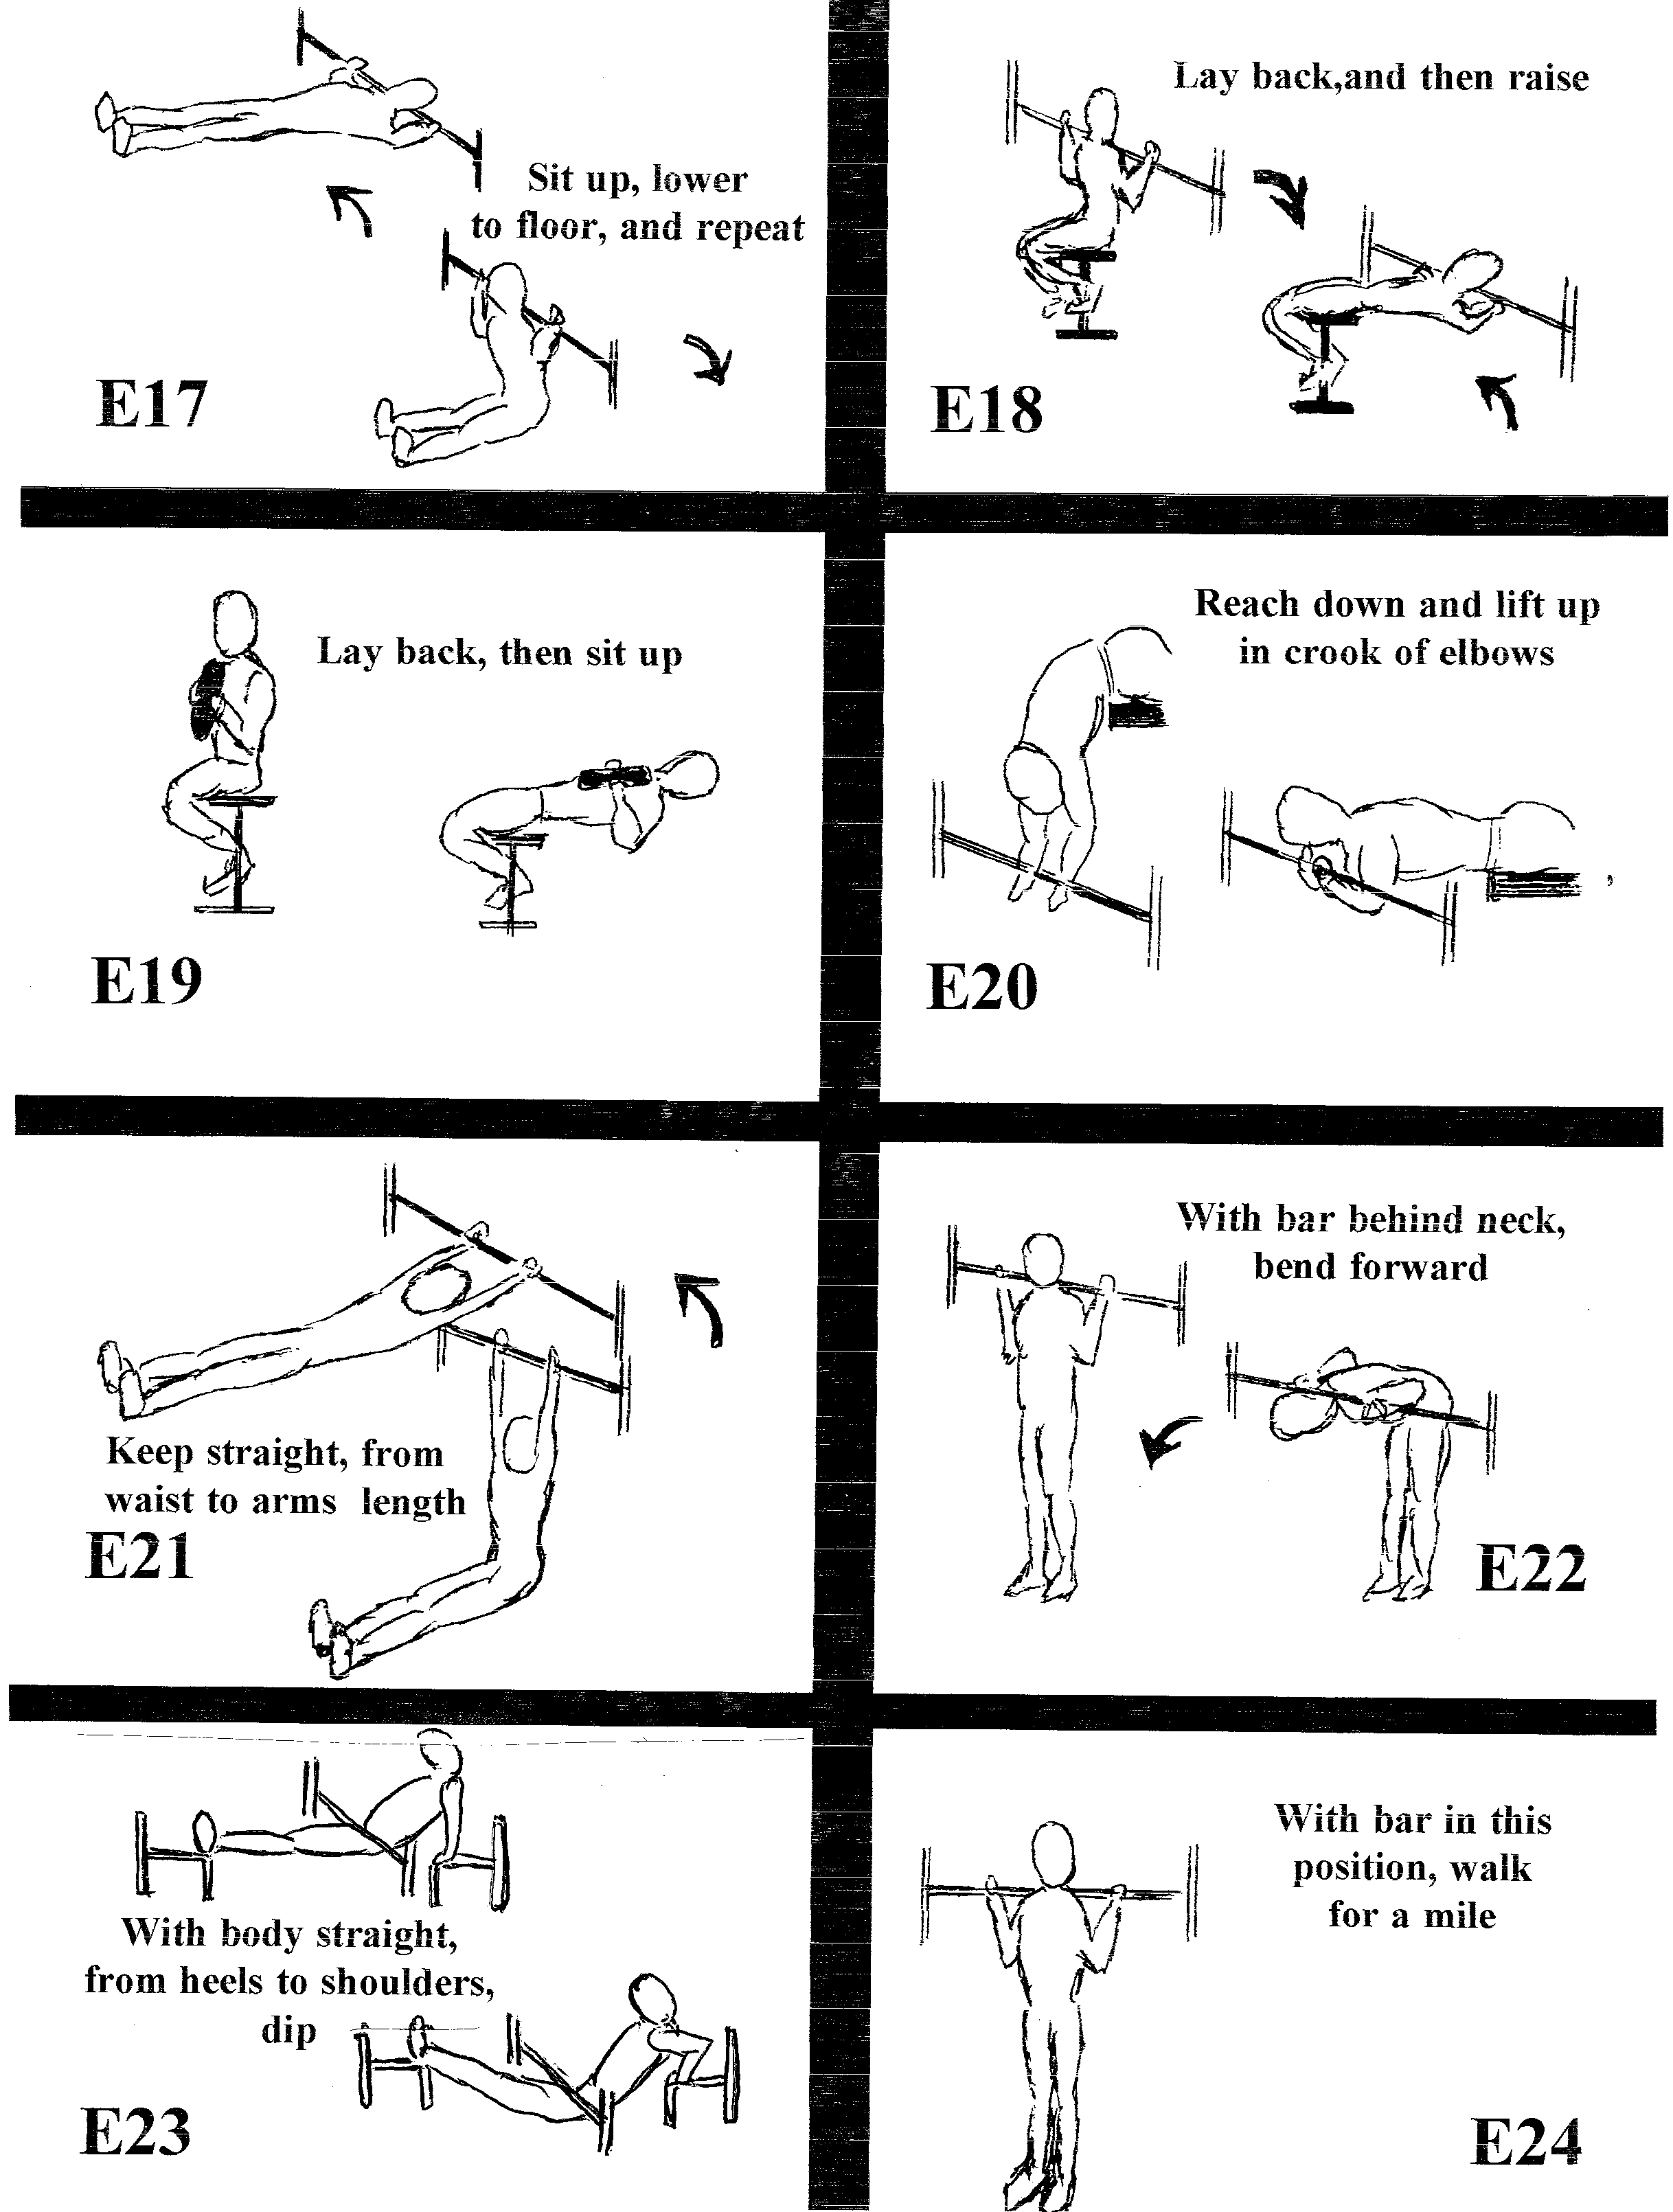 Sit up, lower
to floor, and repeat
E17
Lay back,and then raise
E18
Lay back, then sit up
E19
Reach down and lift up
in crook of elbows
E20
Keep straight, from
waist to arms length
E21
With bar behind neck,
bend forward
E22
With body straight,
from heels to shoulders,
dip
E23
With bar in this
position, walk
for a mile
E24